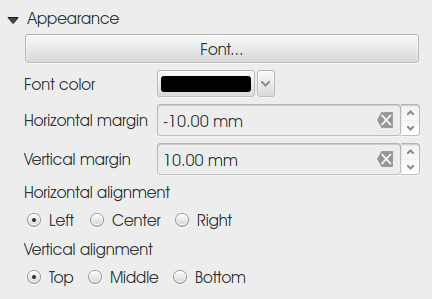 Appearance
Font...
Font color
Horizontal margin -10.00 mm
Vertical margin 10.00 mm
Horizontal alignment
Left Center Right
Vertical alignment
Top Middle Bottom